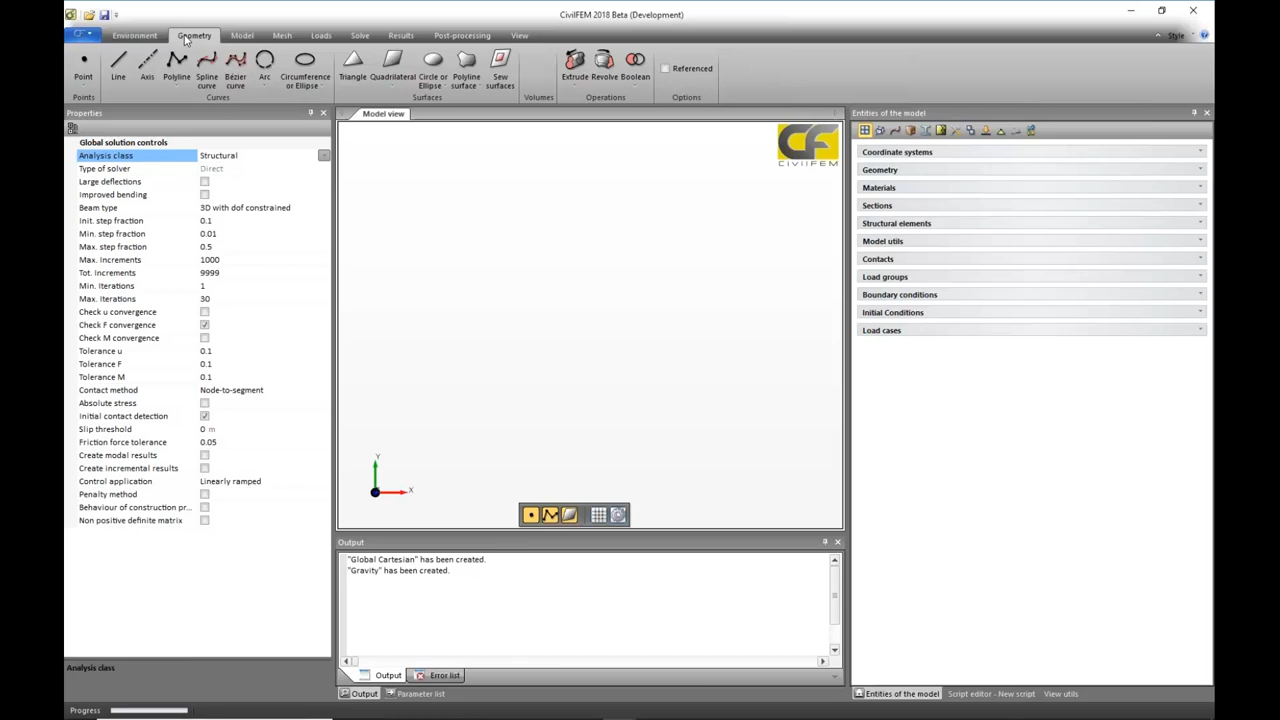 CivilFEM 2018 Beta (Development)
Environment Geometry Model Mesh Loads Solve Results Post-processing View Style
Point Line Axis Polyline Spline curve Bézier curve Arc Circumference or Ellipse Triangle Quadrilateral Circle or Ellipse Polyline surface Sew surfaces Extrude Revolve Boolean Referenced
Points Curves Surfaces Volumes Operations Options
Properties
Global solution controls
Analysis class Structural
Type of solver Direct
Large deflections
Improved bending
Beam type 3D with dof constrained
Init. step fraction 0.1
Min. step fraction 0.01
Max. step fraction 0.5
Max. Increments 1000
Tot. Increments 9999
Min. Iterations 1
Max. Iterations 30
Check u convergence
Check F convergence
Check M convergence
Tolerance u 0.1
Tolerance F 0.1
Tolerance M 0.1
Contact method Node-to-segment
Absolute stress
Initial contact detection
Slip threshold 0 m
Friction force tolerance 0.05
Create modal results
Create incremental results
Control application Linearly ramped
Penalty method
Behaviour of construction pr...
Non positive definite matrix
Analysis class
Progress
Model view
CF
CIVILFEM
Y
X
Output
"Global Cartesian" has been created.
"Gravity" has been created.
Output Error list
Output Parameter list
Entities of the model
Coordinate systems
Geometry
Materials
Sections
Structural elements
Model utils
Contacts
Load groups
Boundary conditions
Initial Conditions
Load cases
Entities of the model Script editor - New script View utils